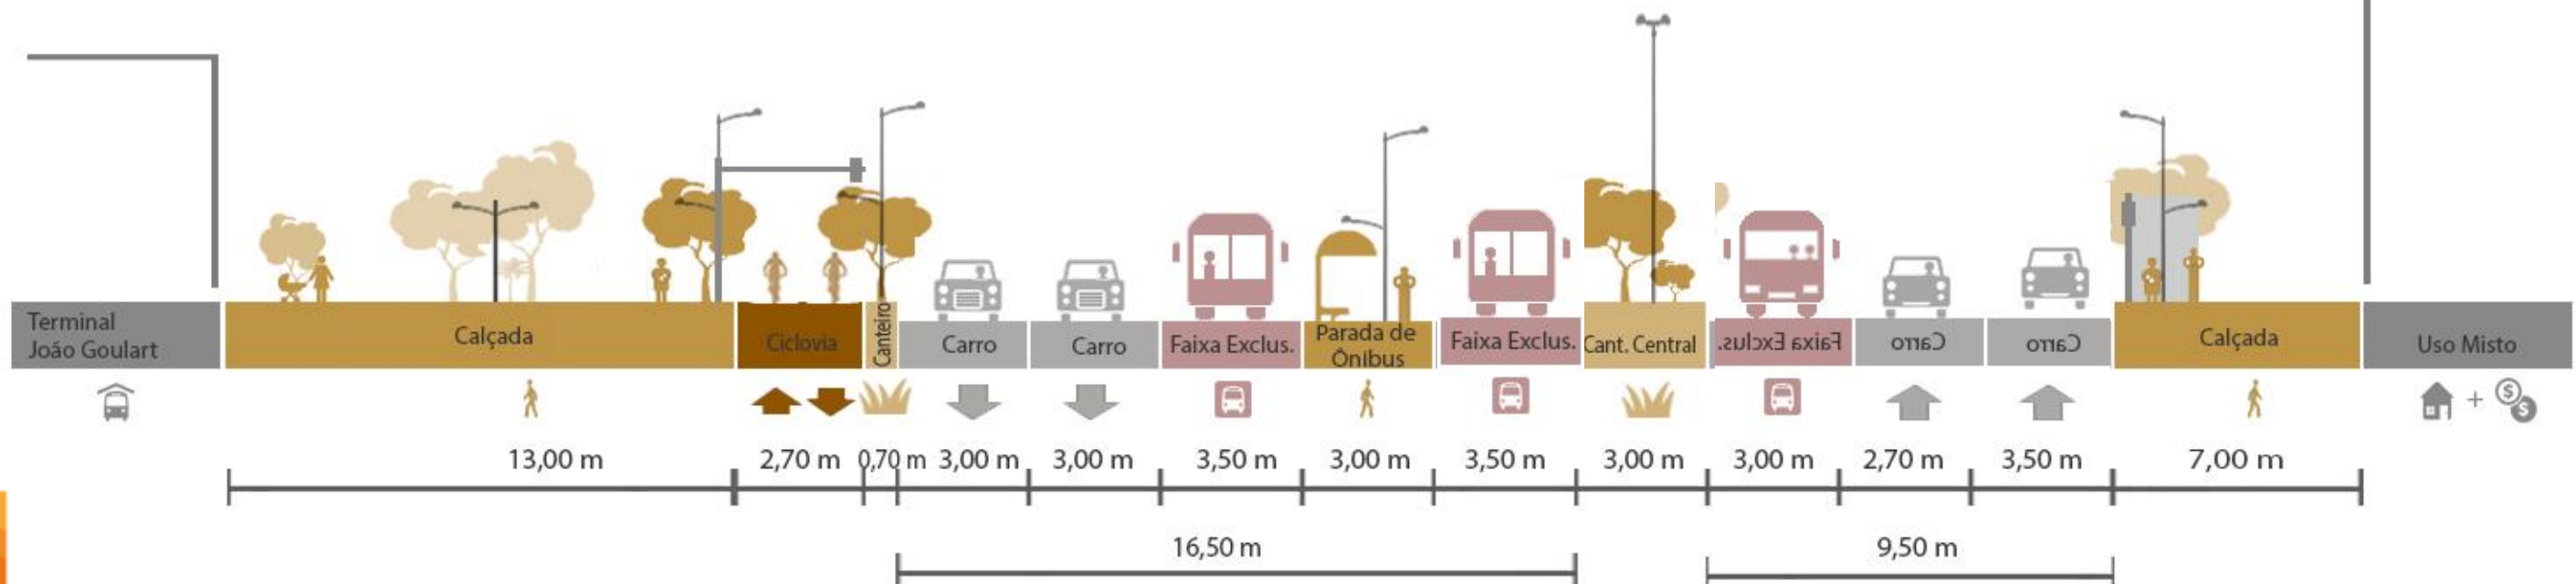 Terminal
João Goulart
Calçada
Ciclovia
Canteiro
Carro
Carro
Faixa Exclus.
Parada de
Ônibus
Faixa Exclus.
Cant. Central
Faixa Exclus.
Carro
Carro
Calçada
Uso Misto
+
$
$
13,00 m
2,70 m
0,70 m
3,00 m
3,00 m
3,50 m
3,00 m
3,50 m
3,00 m
3,00 m
2,70 m
3,50 m
7,00 m
16,50 m
9,50 m